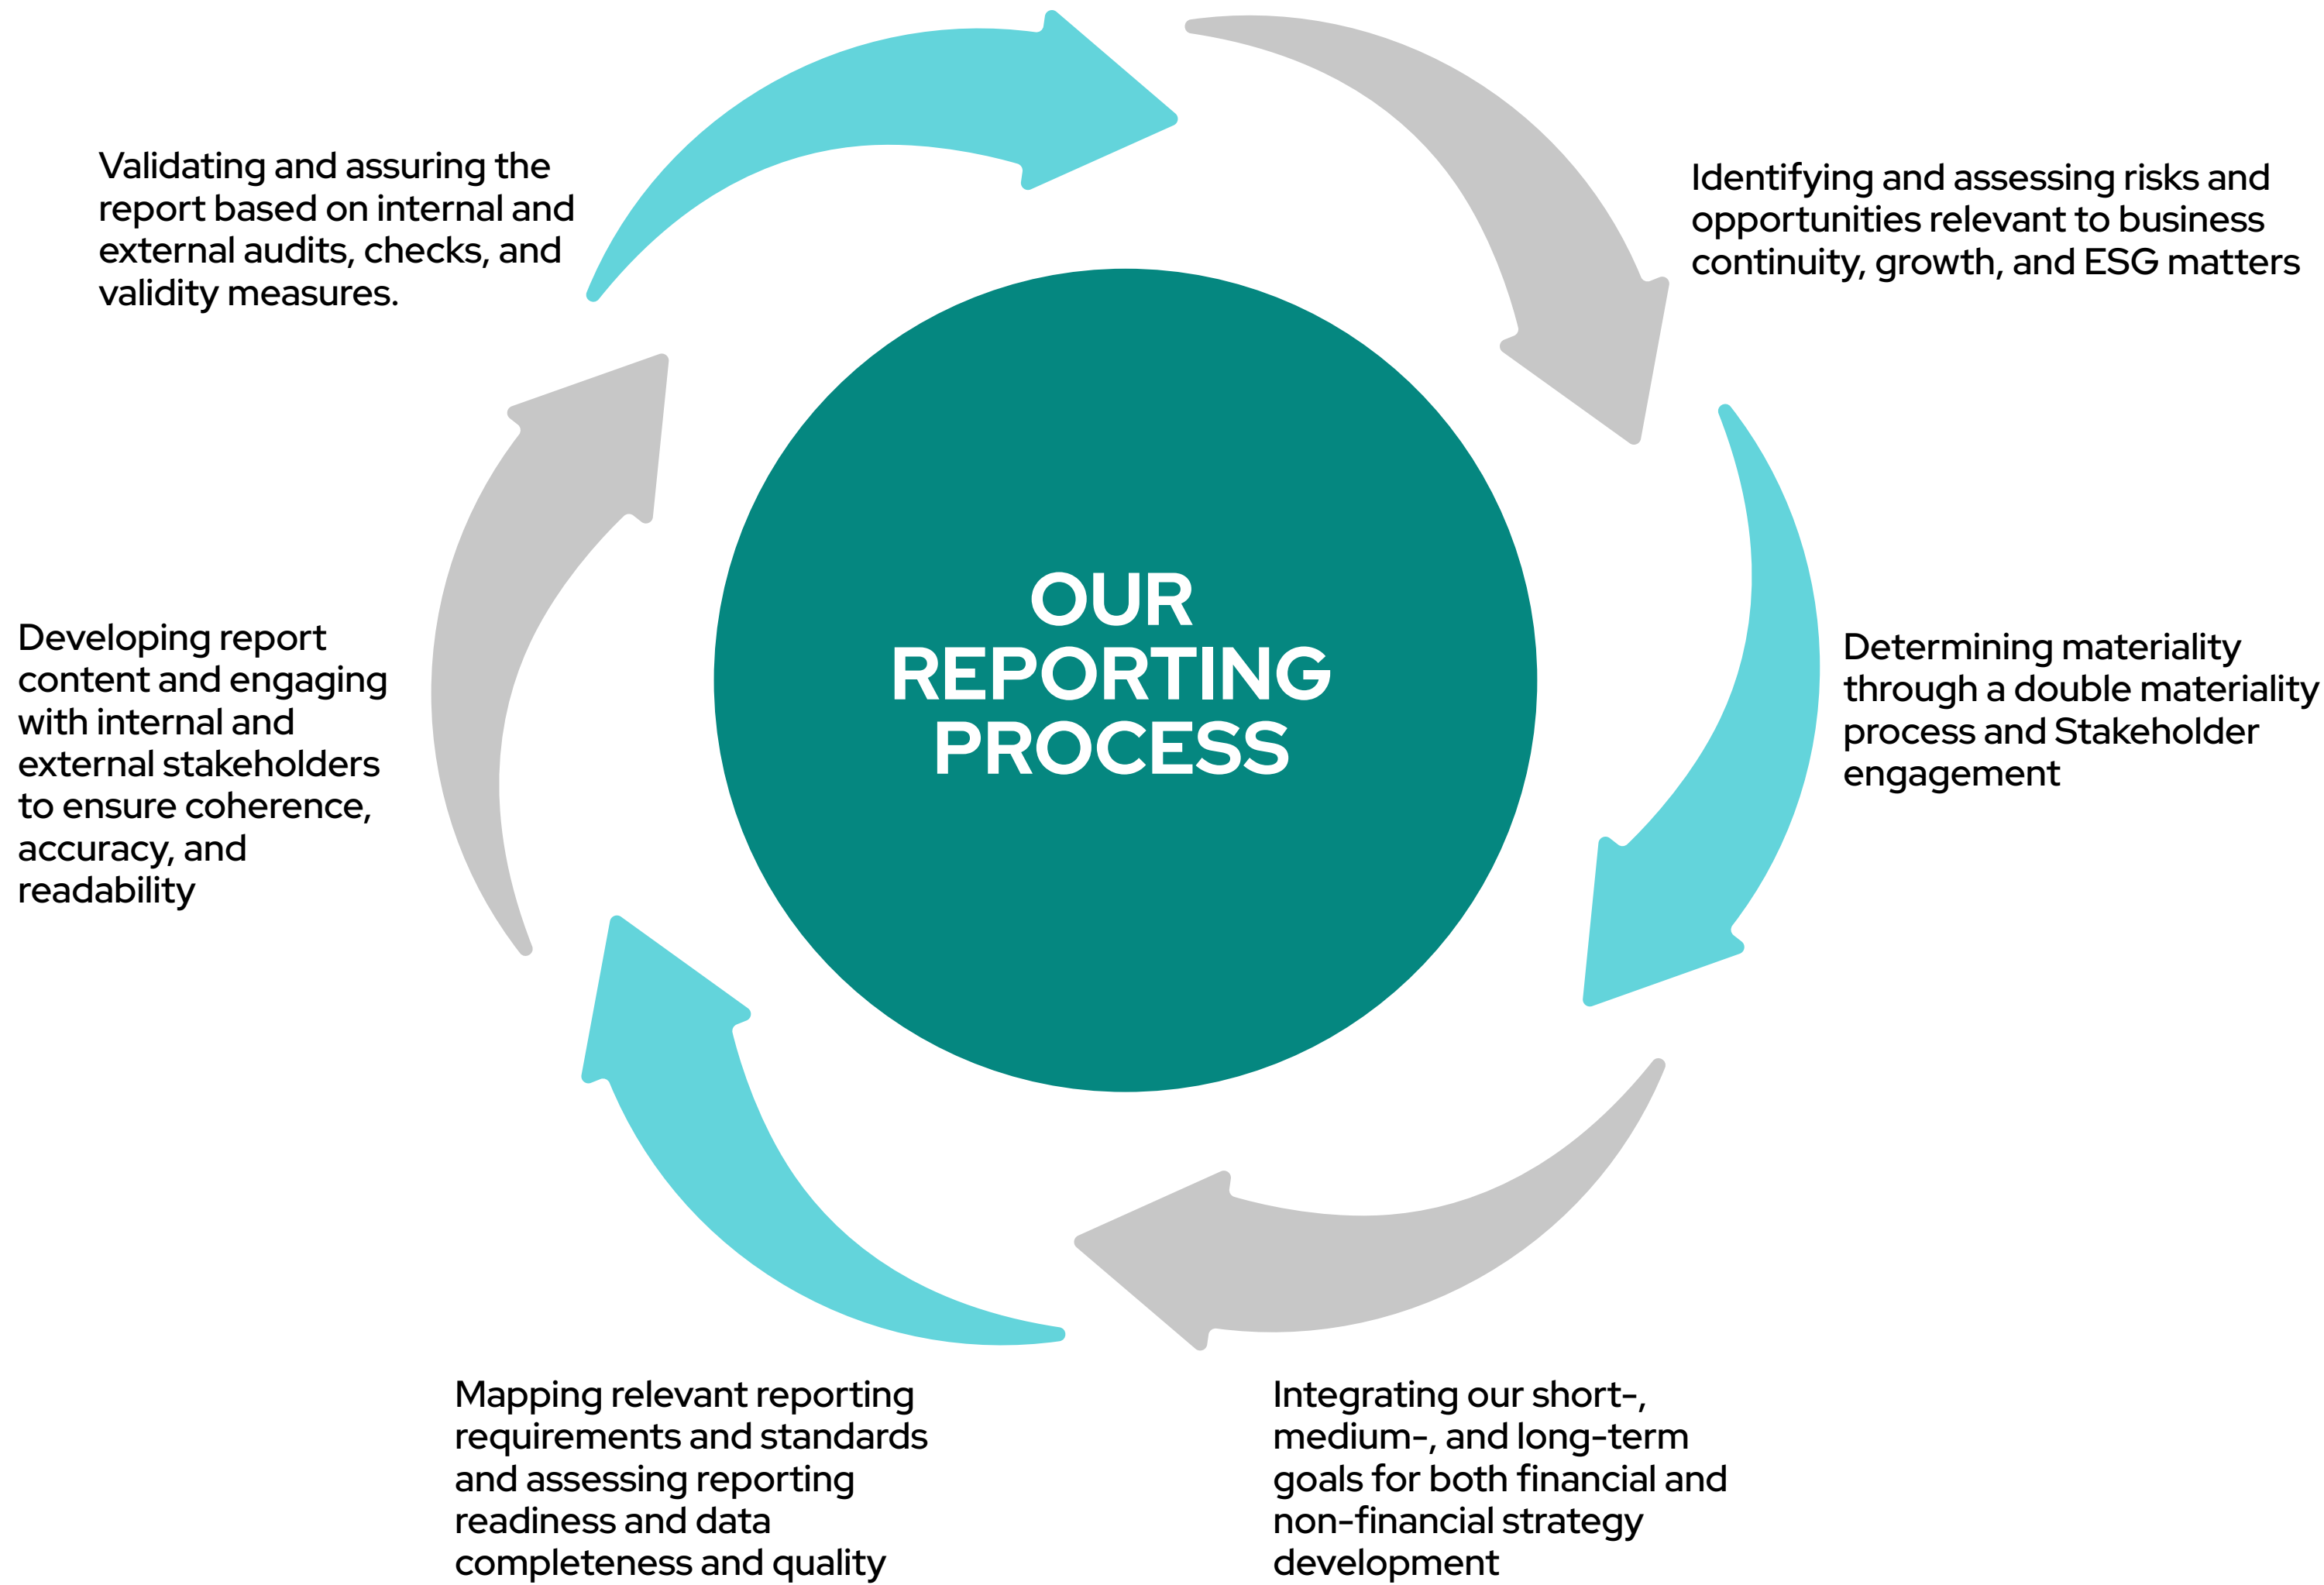 OUR
REPORTING
PROCESS
Identifying and assessing risks and
opportunities relevant to business
continuity, growth, and ESG matters
Determining materiality
through a double materiality
process and Stakeholder
engagement
Integrating our short-,
medium-, and long-term
goals for both financial and
non-financial strategy
development
Mapping relevant reporting
requirements and standards
and assessing reporting
readiness and data
completeness and quality
Developing report
content and engaging
with internal and
external stakeholders
to ensure coherence,
accuracy, and
readability
Validating and assuring the
report based on internal and
external audits, checks, and
validity measures.